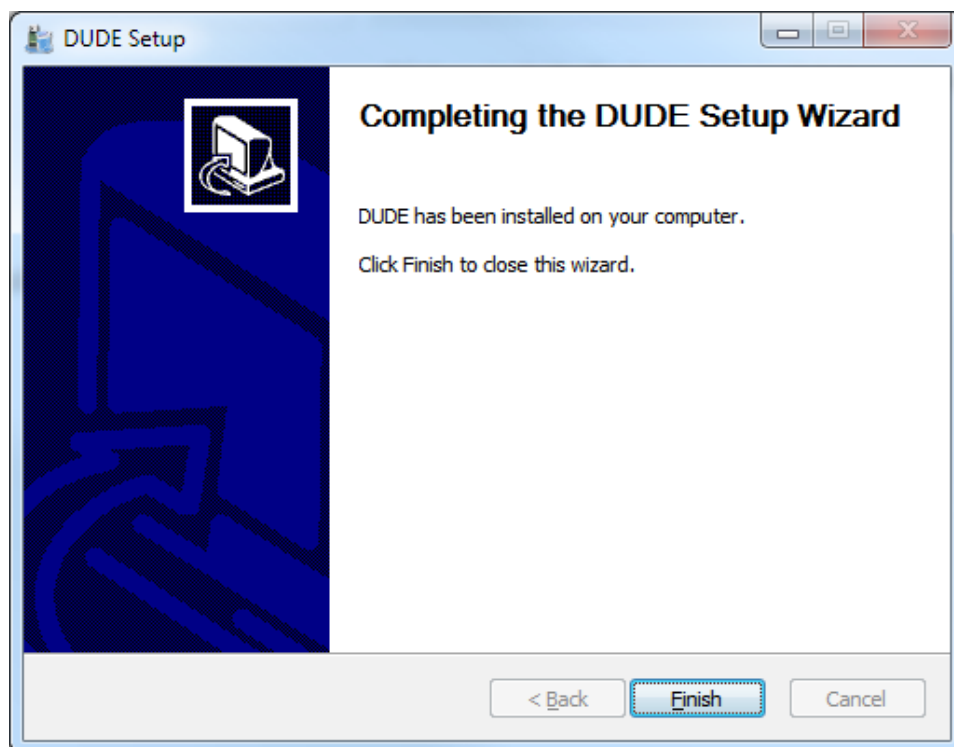 DUDE Setup
Completing the DUDE Setup Wizard
DUDE has been installed on your computer.
Click Finish to close this wizard.
< Back
Finish
Cancel